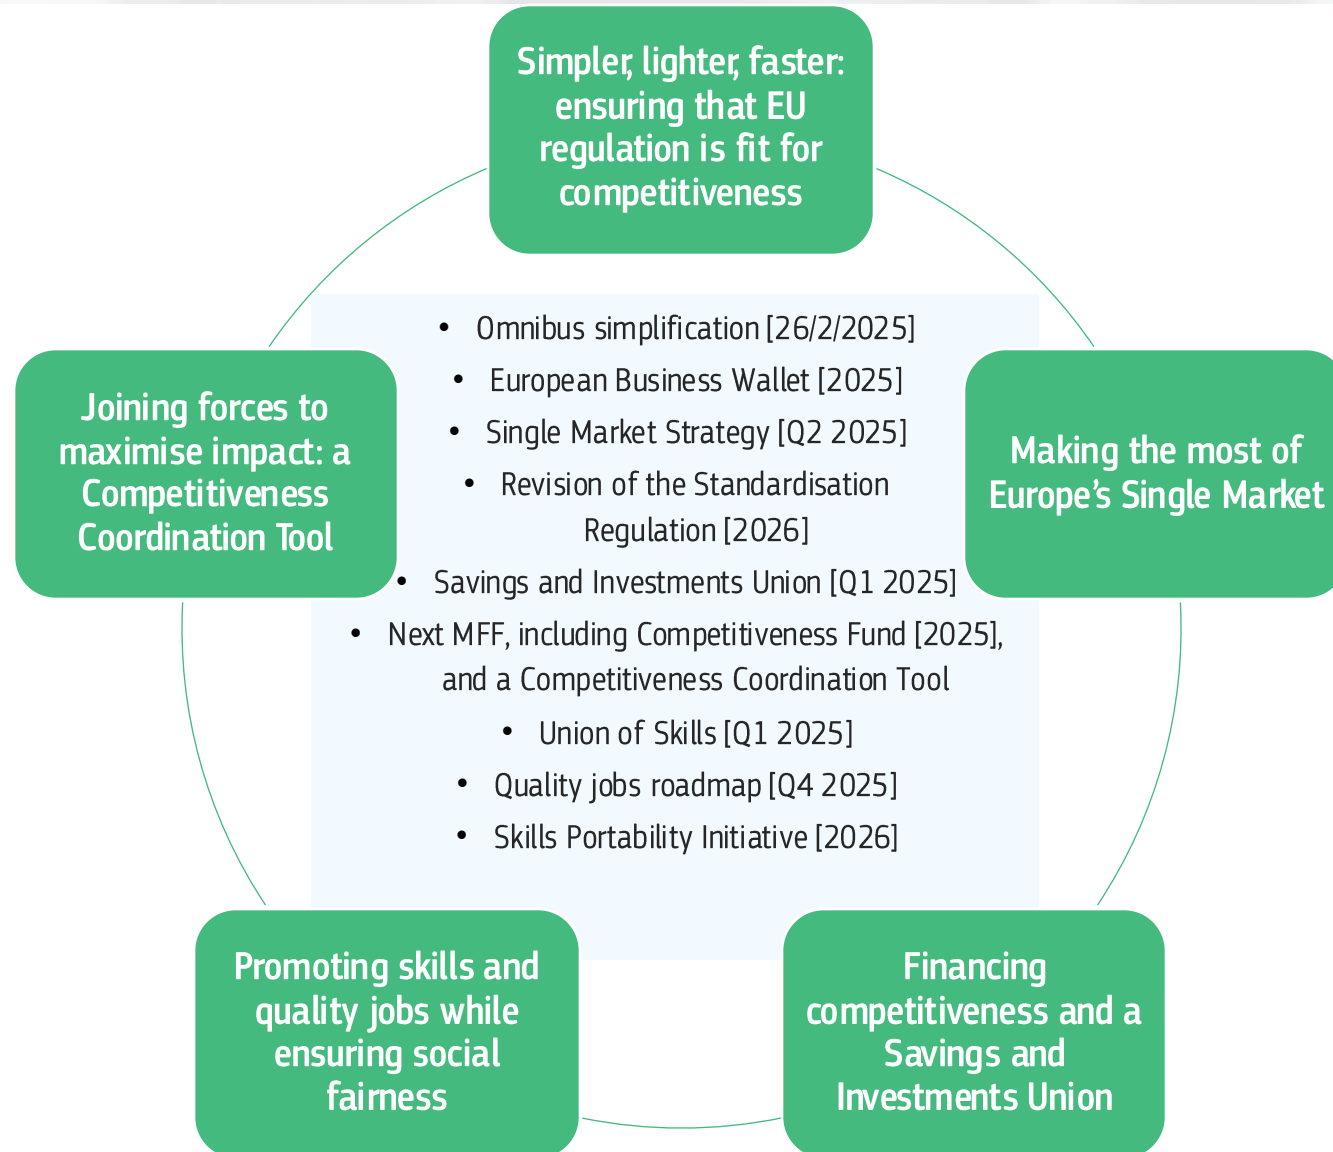 Simpler, lighter, faster:
ensuring that EU
regulation is fit for
competitiveness
• Omnibus simplification [26/2/2025]
• European Business Wallet [2025]
• Single Market Strategy [Q2 2025]
• Revision of the Standardisation
Regulation [2026]
• Savings and Investments Union [Q1 2025]
• Next MFF, including Competitiveness Fund [2025],
and a Competitiveness Coordination Tool
• Union of Skills [Q1 2025]
• Quality jobs roadmap [Q4 2025]
• Skills Portability Initiative [2026]
Joining forces to
maximise impact: a
Competitiveness
Coordination Tool
Making the most of
Europe’s Single Market
Promoting skills and
quality jobs while
ensuring social
fairness
Financing
competitiveness and a
Savings and
Investments Union